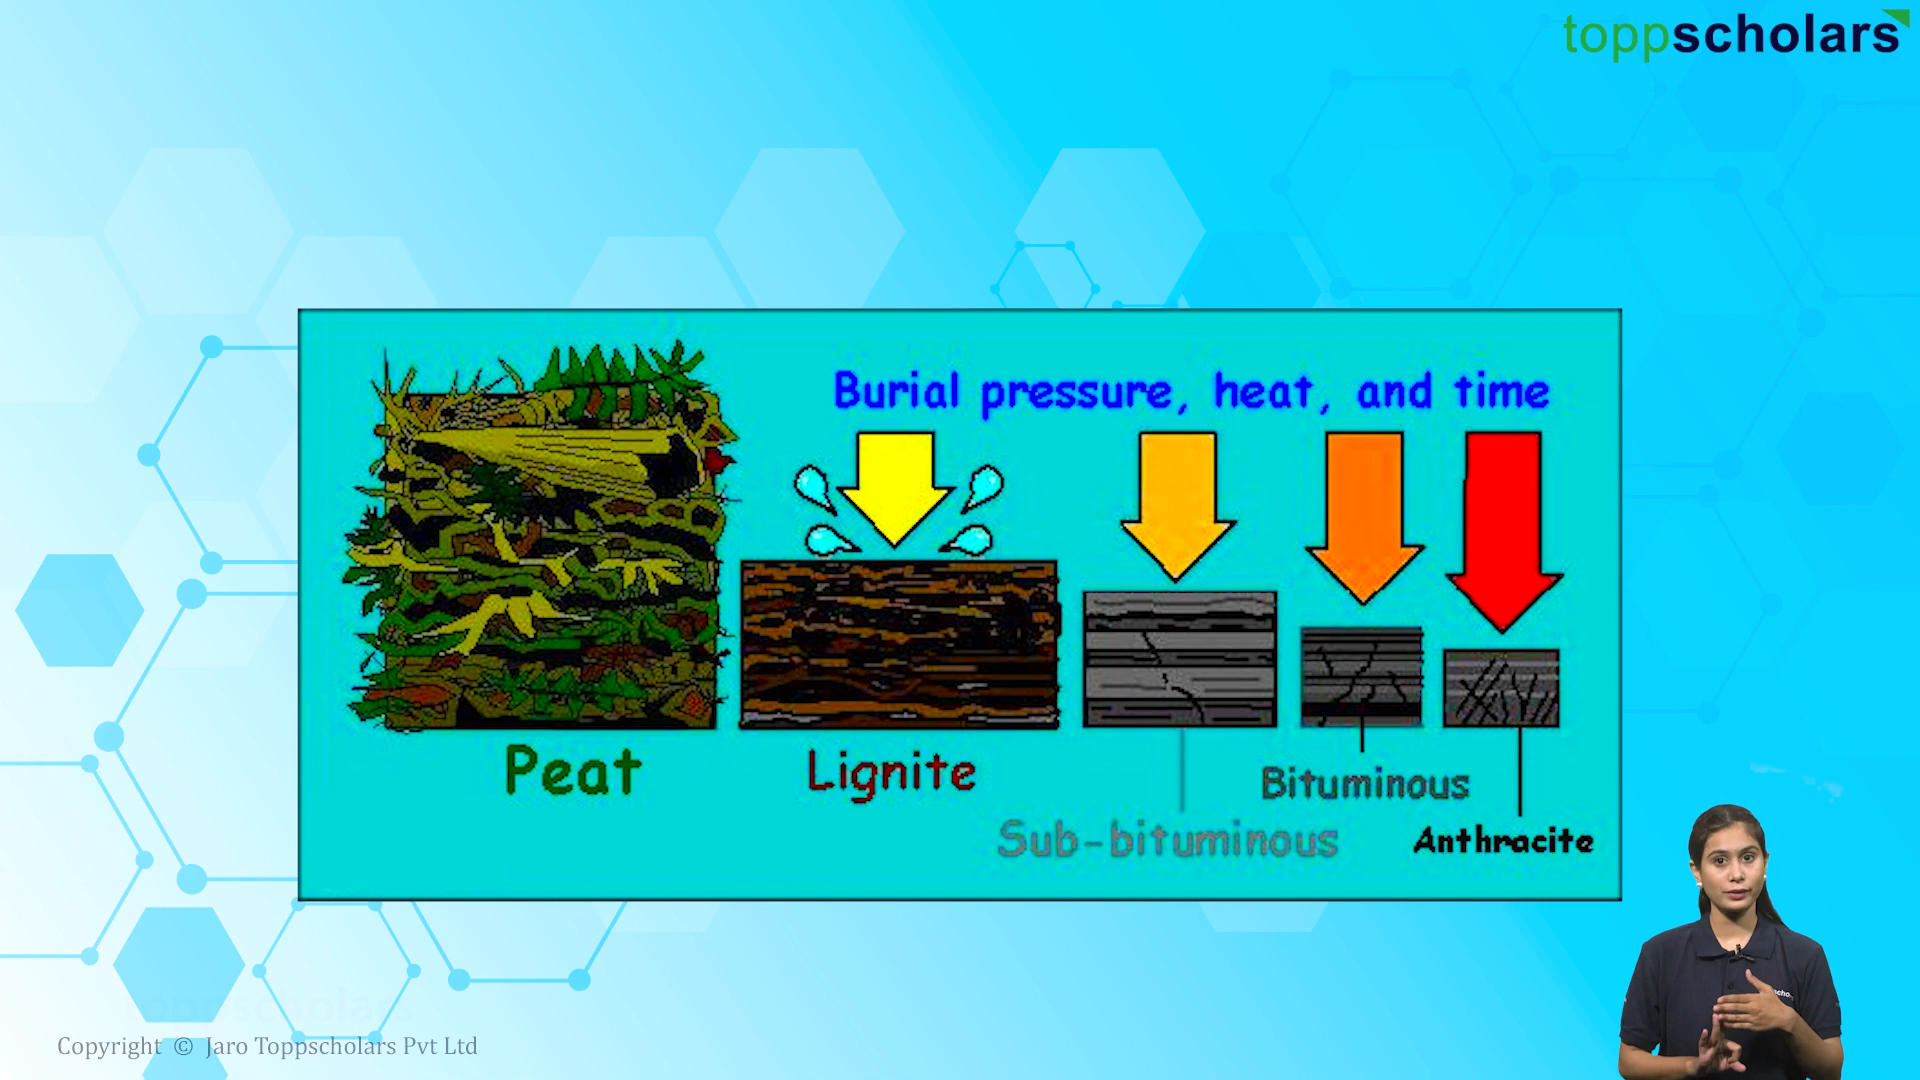 toppscholars
Burial pressure, heat, and time
Peat
Lignite
Bituminous
Sub-bituminous
Anthracite
Copyright © Jaro Toppscholars Pvt Ltd